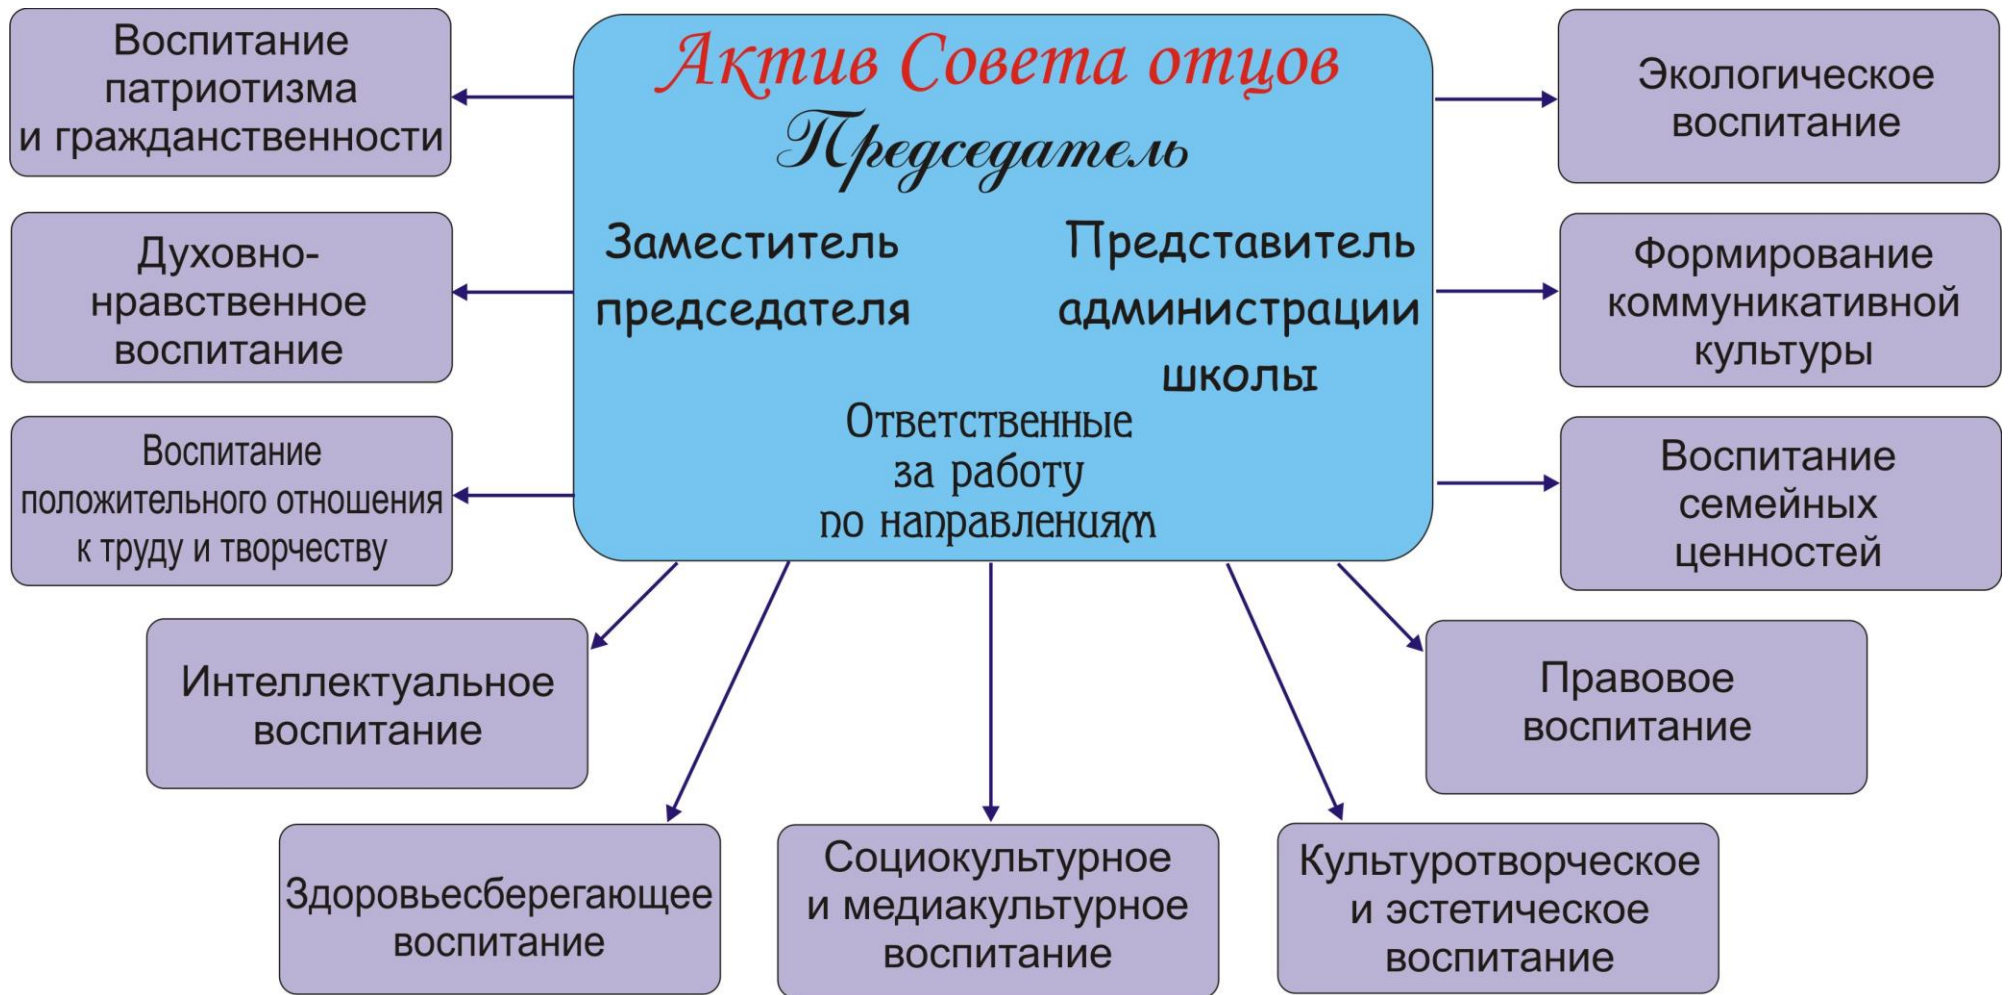 Актив Совета отцов
Председатель
Заместитель
председателя
Представитель
администрации
школы
Ответственные
за работу
по направлениям
Воспитание
патриотизма
и гражданственности
Духовно-
нравственное
воспитание
Воспитание
положительного отношения
к труду и творчеству
Интеллектуальное
воспитание
Здоровьесберегающее
воспитание
Социокультурное
и медиакультурное
воспитание
Культуротворческое
и эстетическое
воспитание
Правовое
воспитание
Воспитание
семейных
ценностей
Формирование
коммуникативной
культуры
Экологическое
воспитание